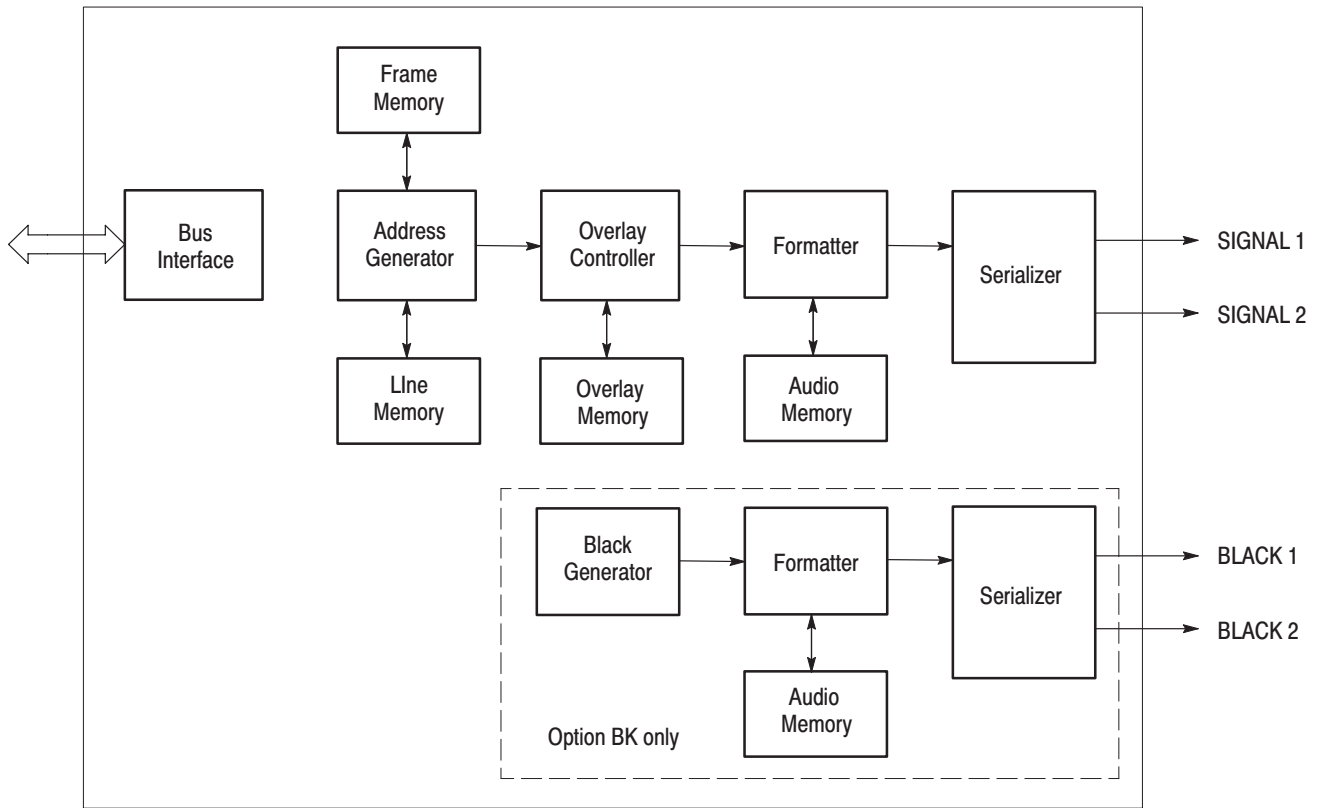 Frame
Memory
Bus
Interface
Address
Generator
Overlay
Controller
Formatter
Serializer
SIGNAL 1
SIGNAL 2
LIne
Memory
Overlay
Memory
Audio
Memory
Black
Generator
Formatter
Serializer
BLACK 1
BLACK 2
Audio
Memory
Option BK only